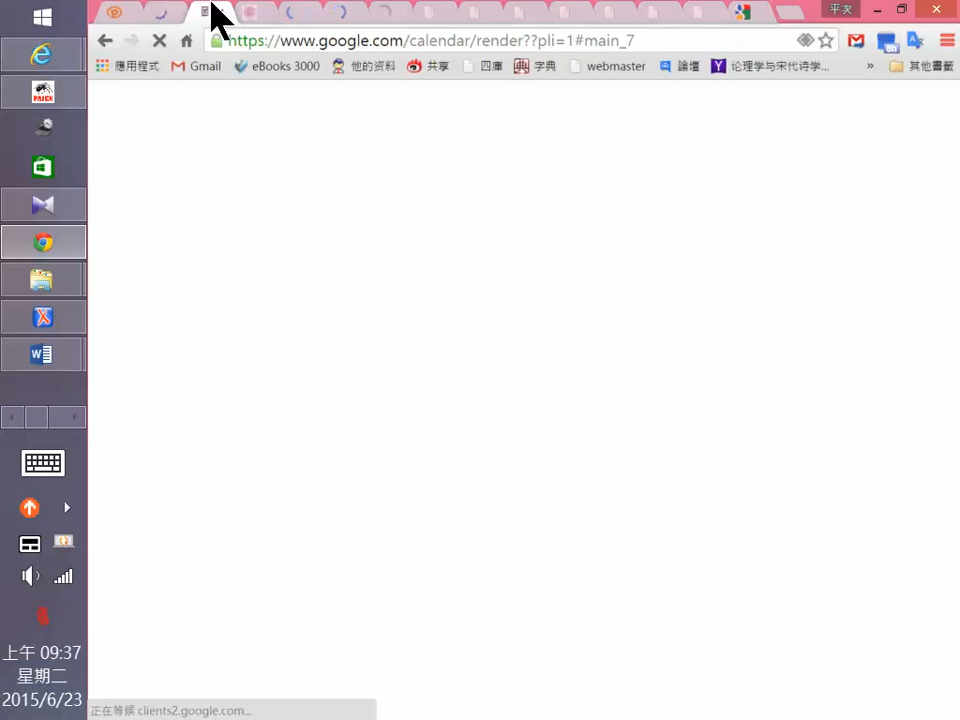 平次
https://www.google.com/calendar/render??pli=1#main_7
應用程式 Gmail eBooks 3000 他的資料 共享 四庫 字典 webmaster 論壇 论理学与宋代诗学... » 其他書籤
上午 09:37
星期二
2015/6/23
正在等候 clients2.google.com...